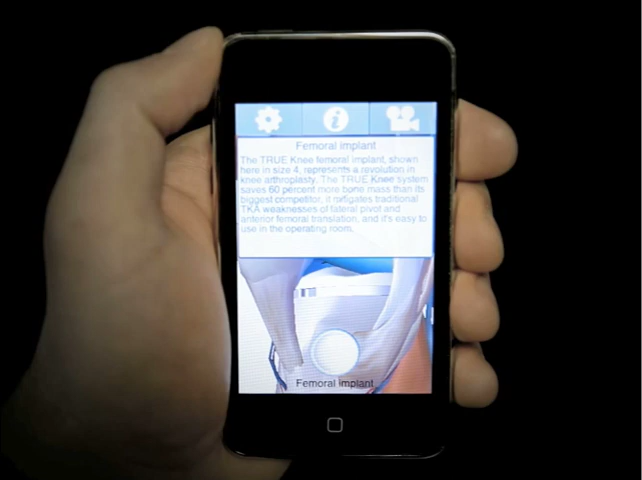 Femoral implant
The TRUE Knee femoral implant, shown
here in size 4, represents a revolution in
knee arthroplasty. The TRUE Knee system
saves 60 percent more bone mass than its
biggest competitor, it mitigates traditional
TKA weaknesses of lateral pivot and
anterior femoral translation, and it's easy to
use in the operating room.
Femoral implant